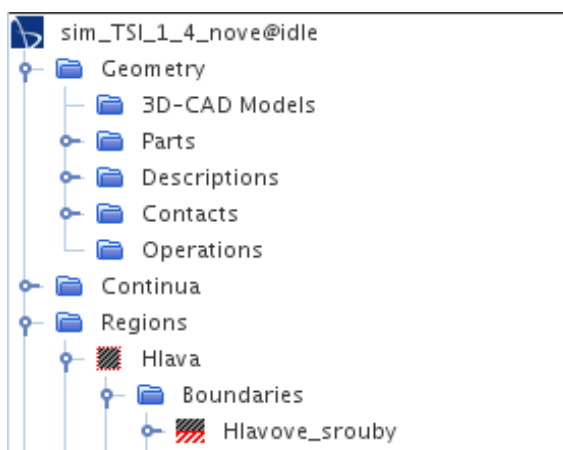 sim_TSI_1_4_nove@idle
Geometry
3D-CAD Models
Parts
Descriptions
Contacts
Operations
Continua
Regions
Hlava
Boundaries
Hlavove_srouby